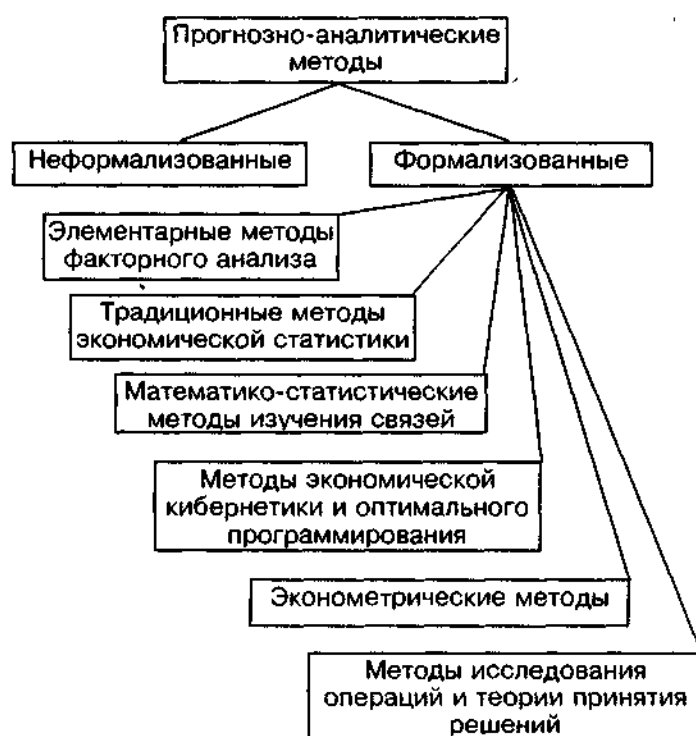 Прогнозно-аналитические
методы
Неформализованные
Формализованные
Элементарные методы
факторного анализа
Традиционные методы
экономической статистики
Математико-статистические
методы изучения связей
Методы экономической
кибернетики и оптимального
программирования
Эконометрические методы
Методы исследования
операций и теории принятия
решений